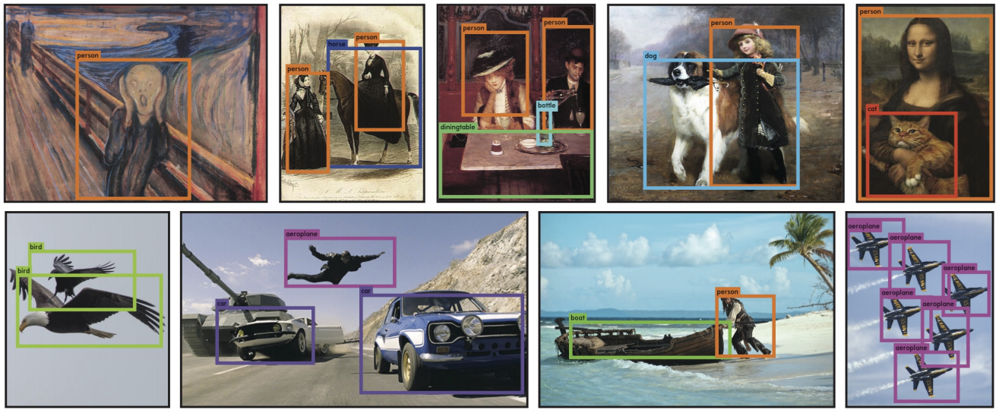 person
person
horse
person
person
person
bottle
diningtable
person
dog
person
cat
bird
bird
aeroplane
car
car
person
boat
aeroplane
aeroplane
aeroplane
aeroplane
aeroplane
aeroplane